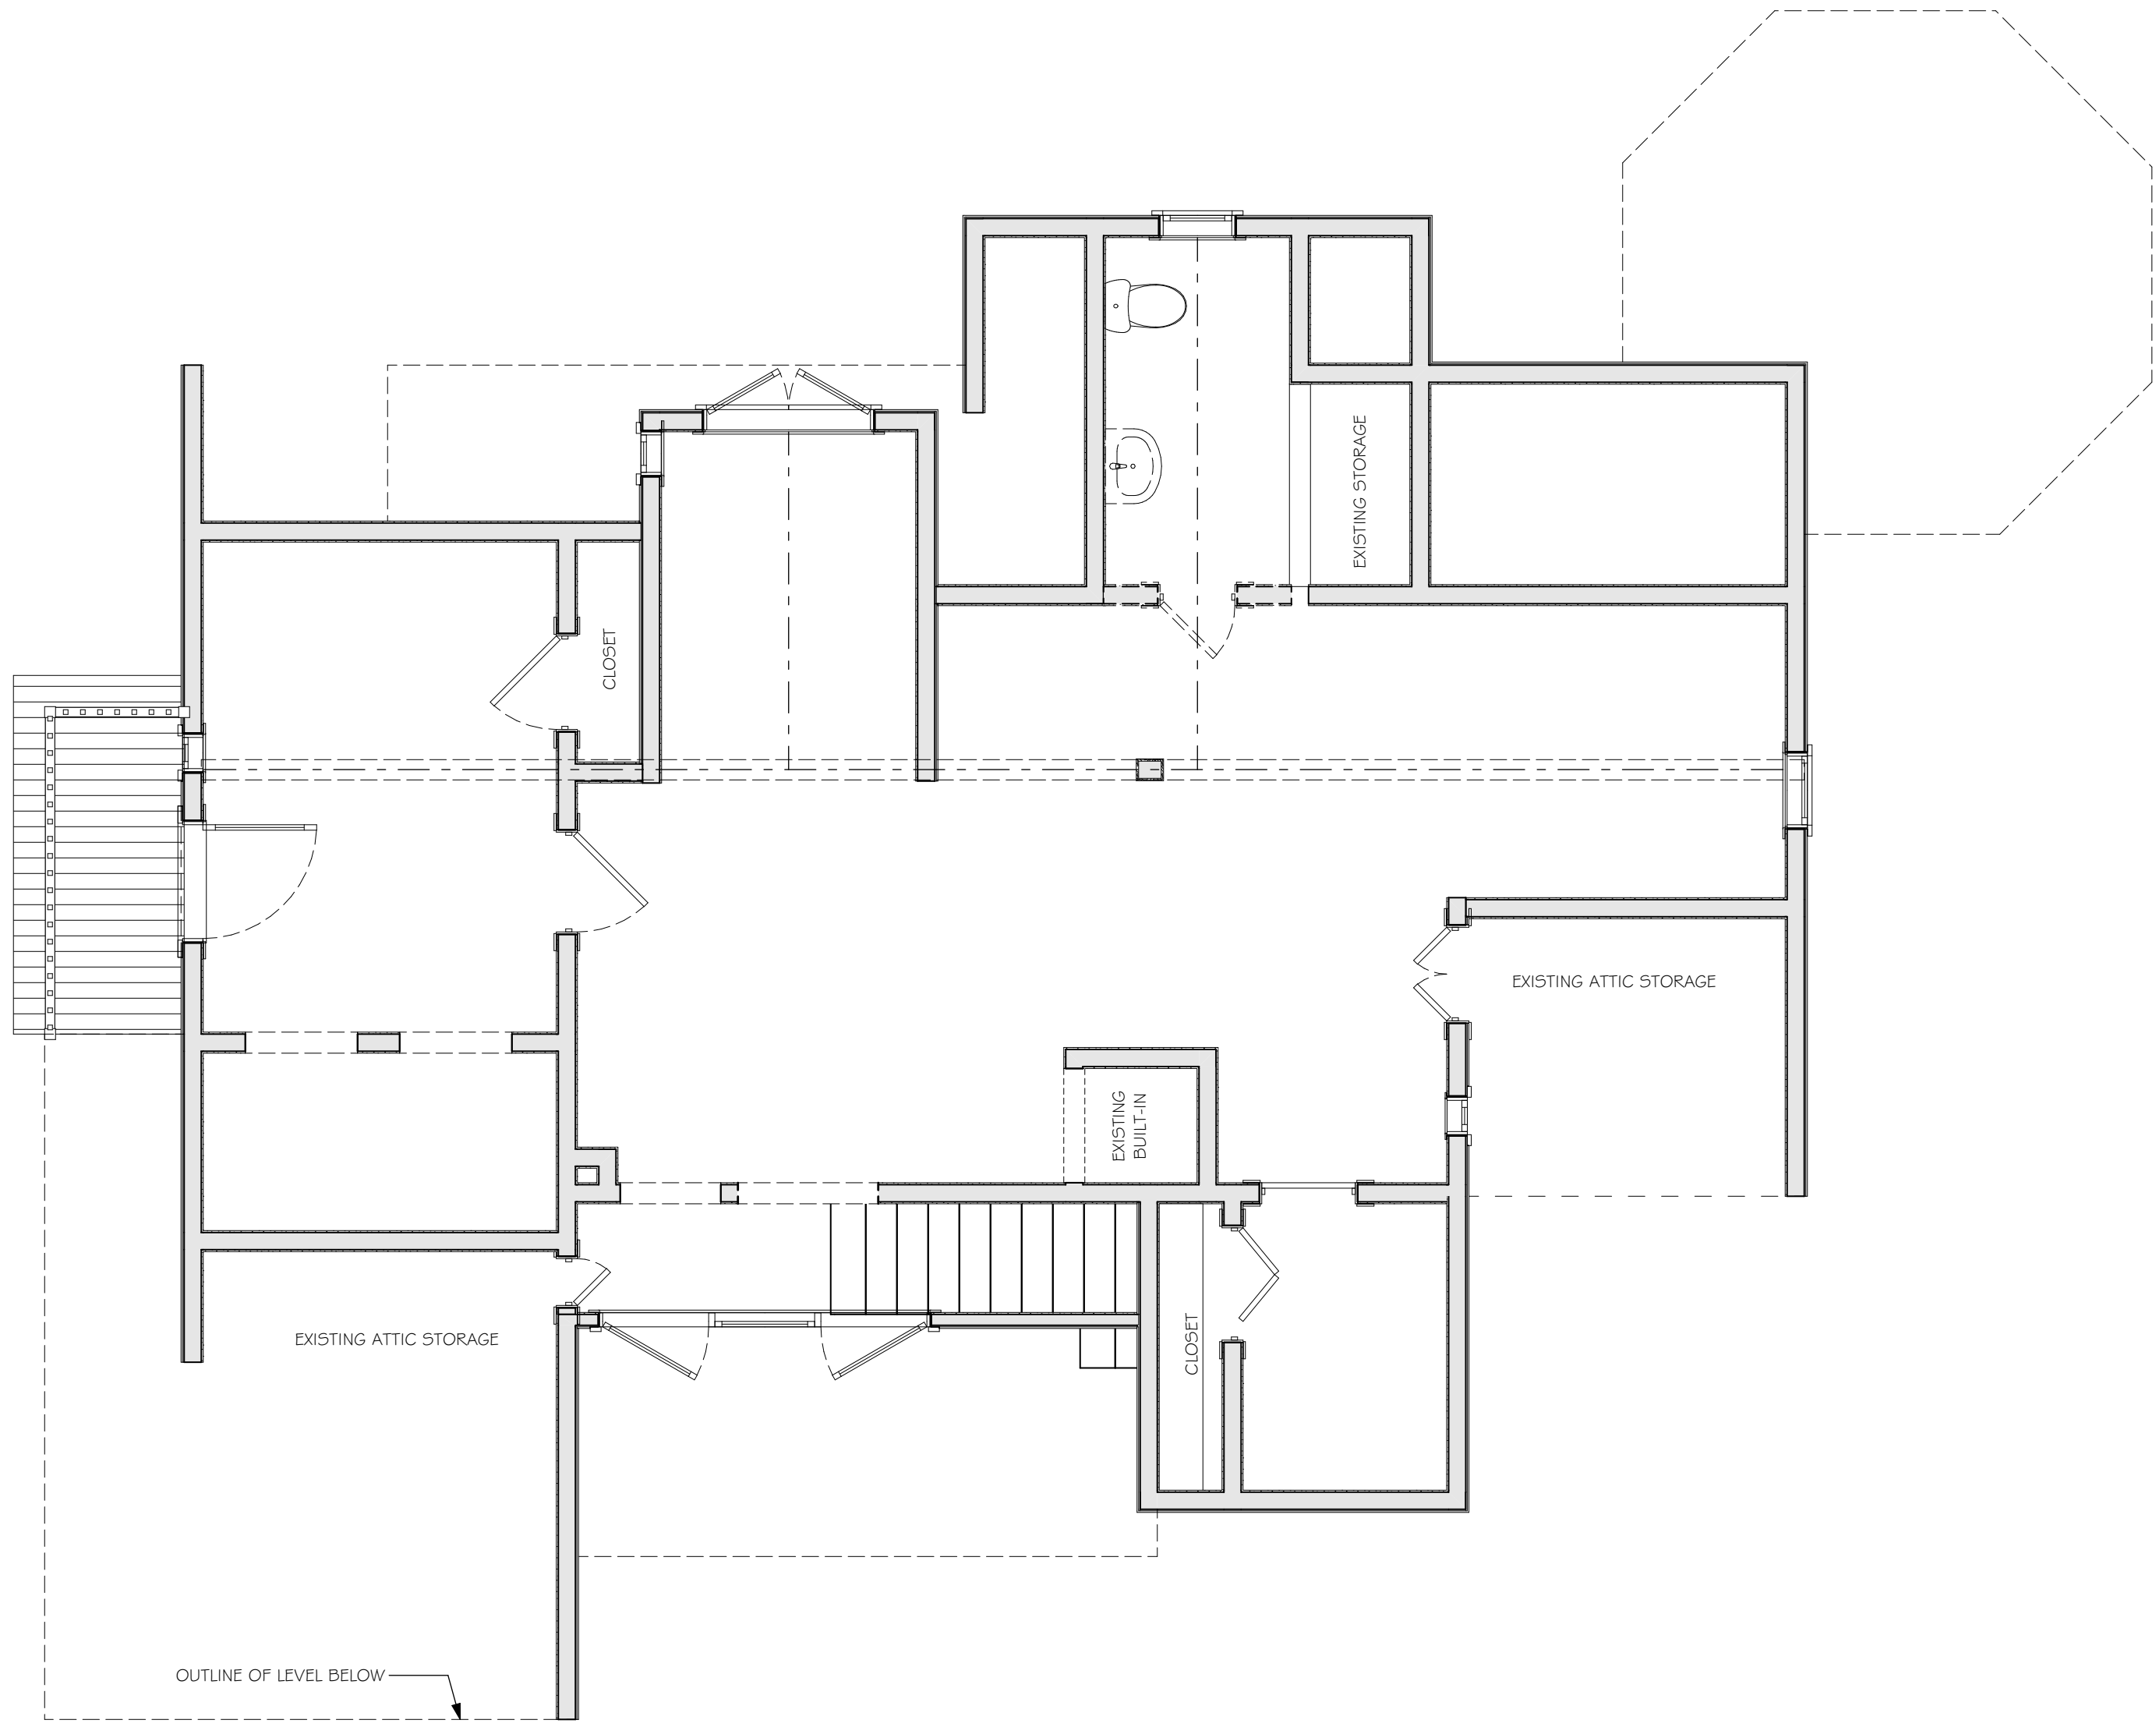 EXISTING STORAGE
CLOSET
EXISTING ATTIC STORAGE
EXISTING
BUILT-IN
CLOSET
EXISTING ATTIC STORAGE
OUTLINE OF LEVEL BELOW